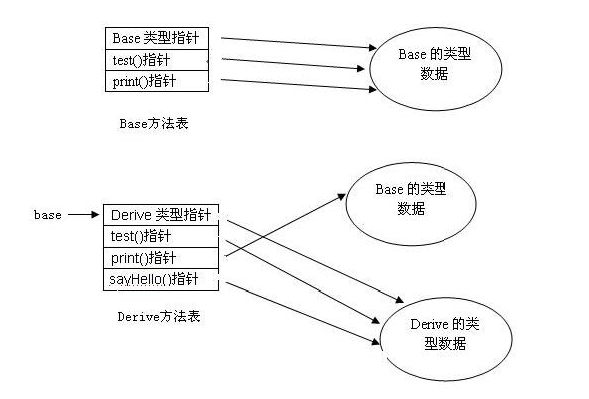 Base 类型指针
test()指针
print()指针
Base 的类型
数据
Base方法表
base
Derive 类型指针
test()指针
print()指针
sayHello()指针
Derive方法表
Base 的类型
数据
Derive 的类
型数据